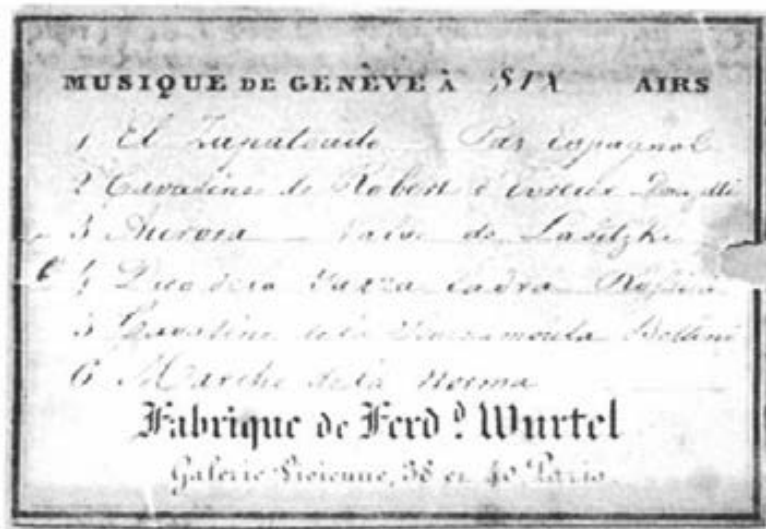 MUSIQUE DE GENÈVE À SIX AIRS
1 El Zapateado — Pas Espagnol
2 Cavatine de Robert d'Evreux Donizetti
3 Aurora — Valse de Labitzky
4 Duo de la Gazza Ladra Rossini
5 Cavatine de la Bellini
6 Marche de la Norma
Fabrique de Ferd.d Wurtel
Galerie Vivienne, 38 et 40 Paris.